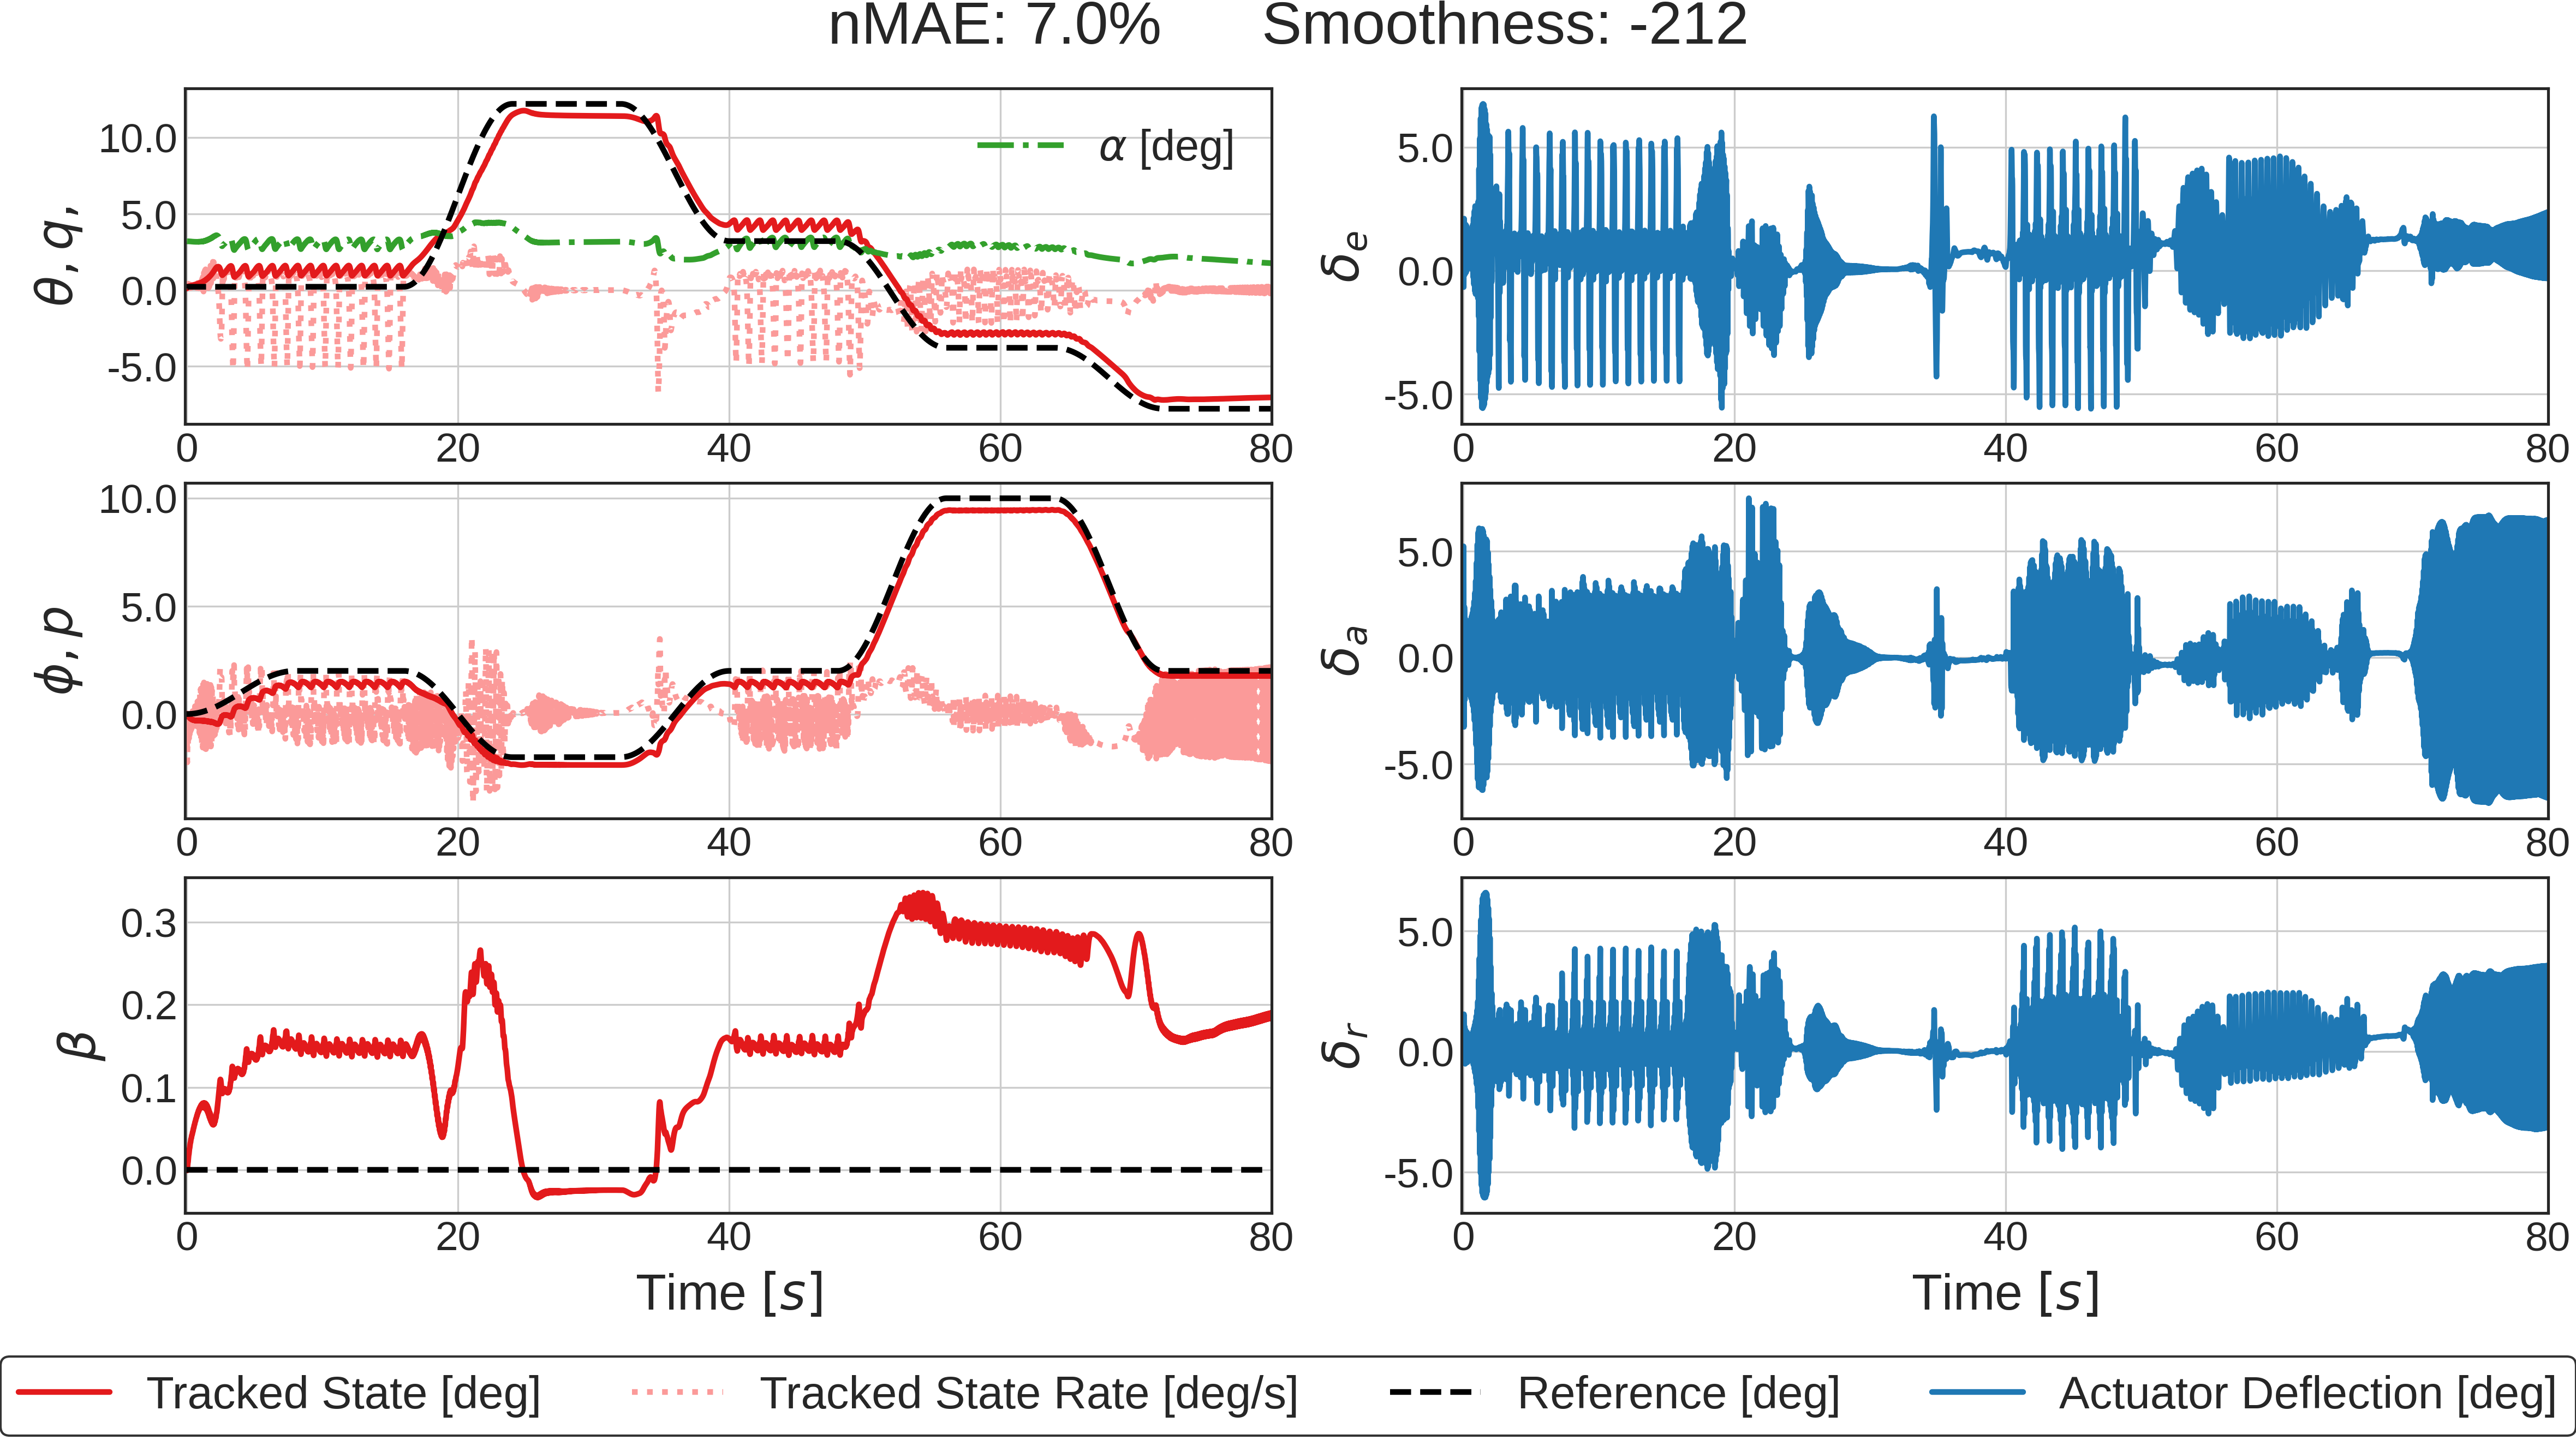 nMAE: 7.0% Smoothness: -212
θ, q,
10.0
5.0
0.0
-5.0
α [deg]
0 20 40 60 80
δe
5.0
0.0
-5.0
0 20 40 60 80
ϕ, p
10.0
5.0
0.0
0 20 40 60 80
δa
5.0
0.0
-5.0
0 20 40 60 80
β
0.3
0.2
0.1
0.0
0 20 40 60 80
Time [s]
δr
5.0
0.0
-5.0
0 20 40 60 80
Time [s]
Tracked State [deg] Tracked State Rate [deg/s] Reference [deg] Actuator Deflection [deg]